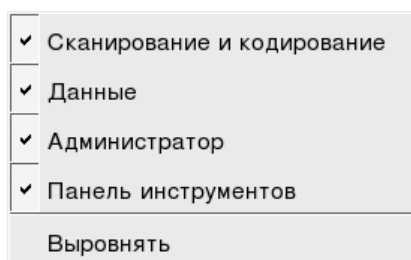 Сканирование и кодирование
Данные
Администратор
Панель инструментов
Выровнять